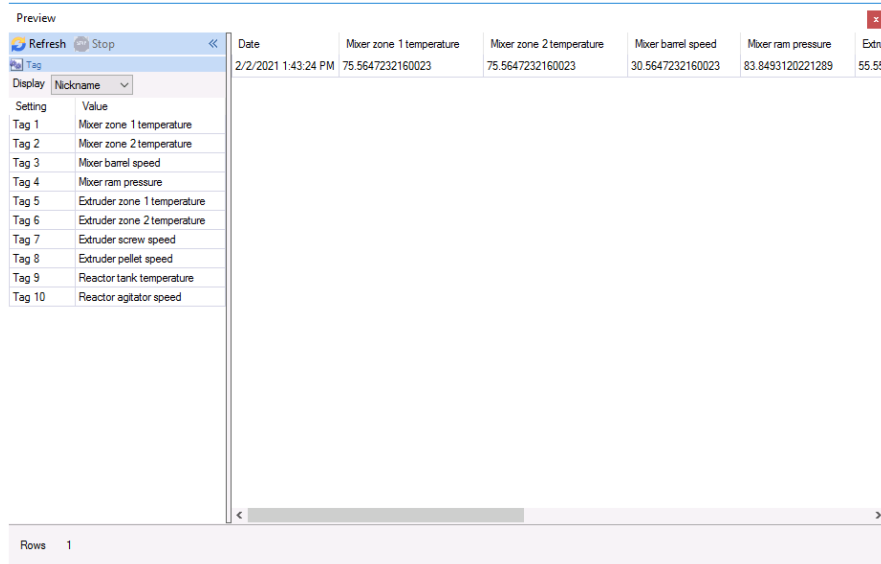 Preview
x
Refresh Stop «
Tag
Display Nickname
Setting Value
Tag 1 Mixer zone 1 temperature
Tag 2 Mixer zone 2 temperature
Tag 3 Mixer barrel speed
Tag 4 Mixer ram pressure
Tag 5 Extruder zone 1 temperature
Tag 6 Extruder zone 2 temperature
Tag 7 Extruder screw speed
Tag 8 Extruder pellet speed
Tag 9 Reactor tank temperature
Tag 10 Reactor agitator speed
Date Mixer zone 1 temperature Mixer zone 2 temperature Mixer barrel speed Mixer ram pressure Extru
2/2/2021 1:43:24 PM 75.5647232160023 75.5647232160023 30.5647232160023 83.8493120221289 55.55
Rows 1